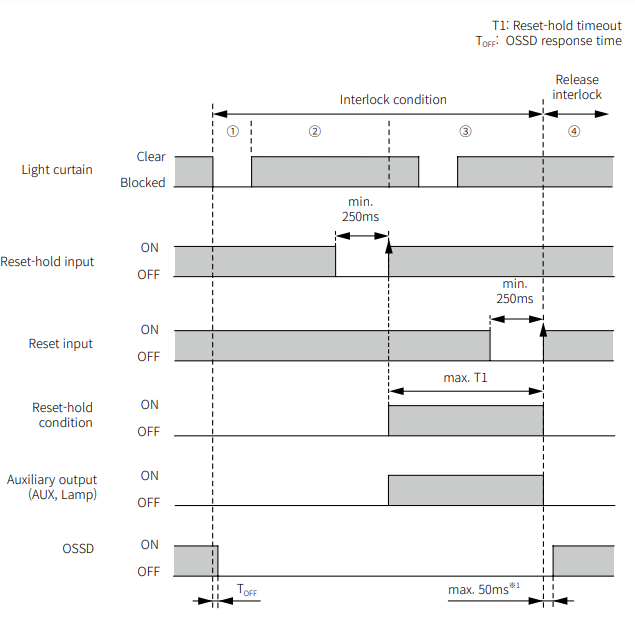 T1: Reset-hold timeout
TOFF: OSSD response time
Release
interlock
Interlock condition
① ② ③ ④
Light curtain
Clear
Blocked
min.
250ms
Reset-hold input
ON
OFF
min.
250ms
Reset input
ON
OFF
max. T1
Reset-hold
condition
ON
OFF
Auxiliary output
(AUX, Lamp)
ON
OFF
OSSD
ON
OFF
TOFF
max. 50ms※1